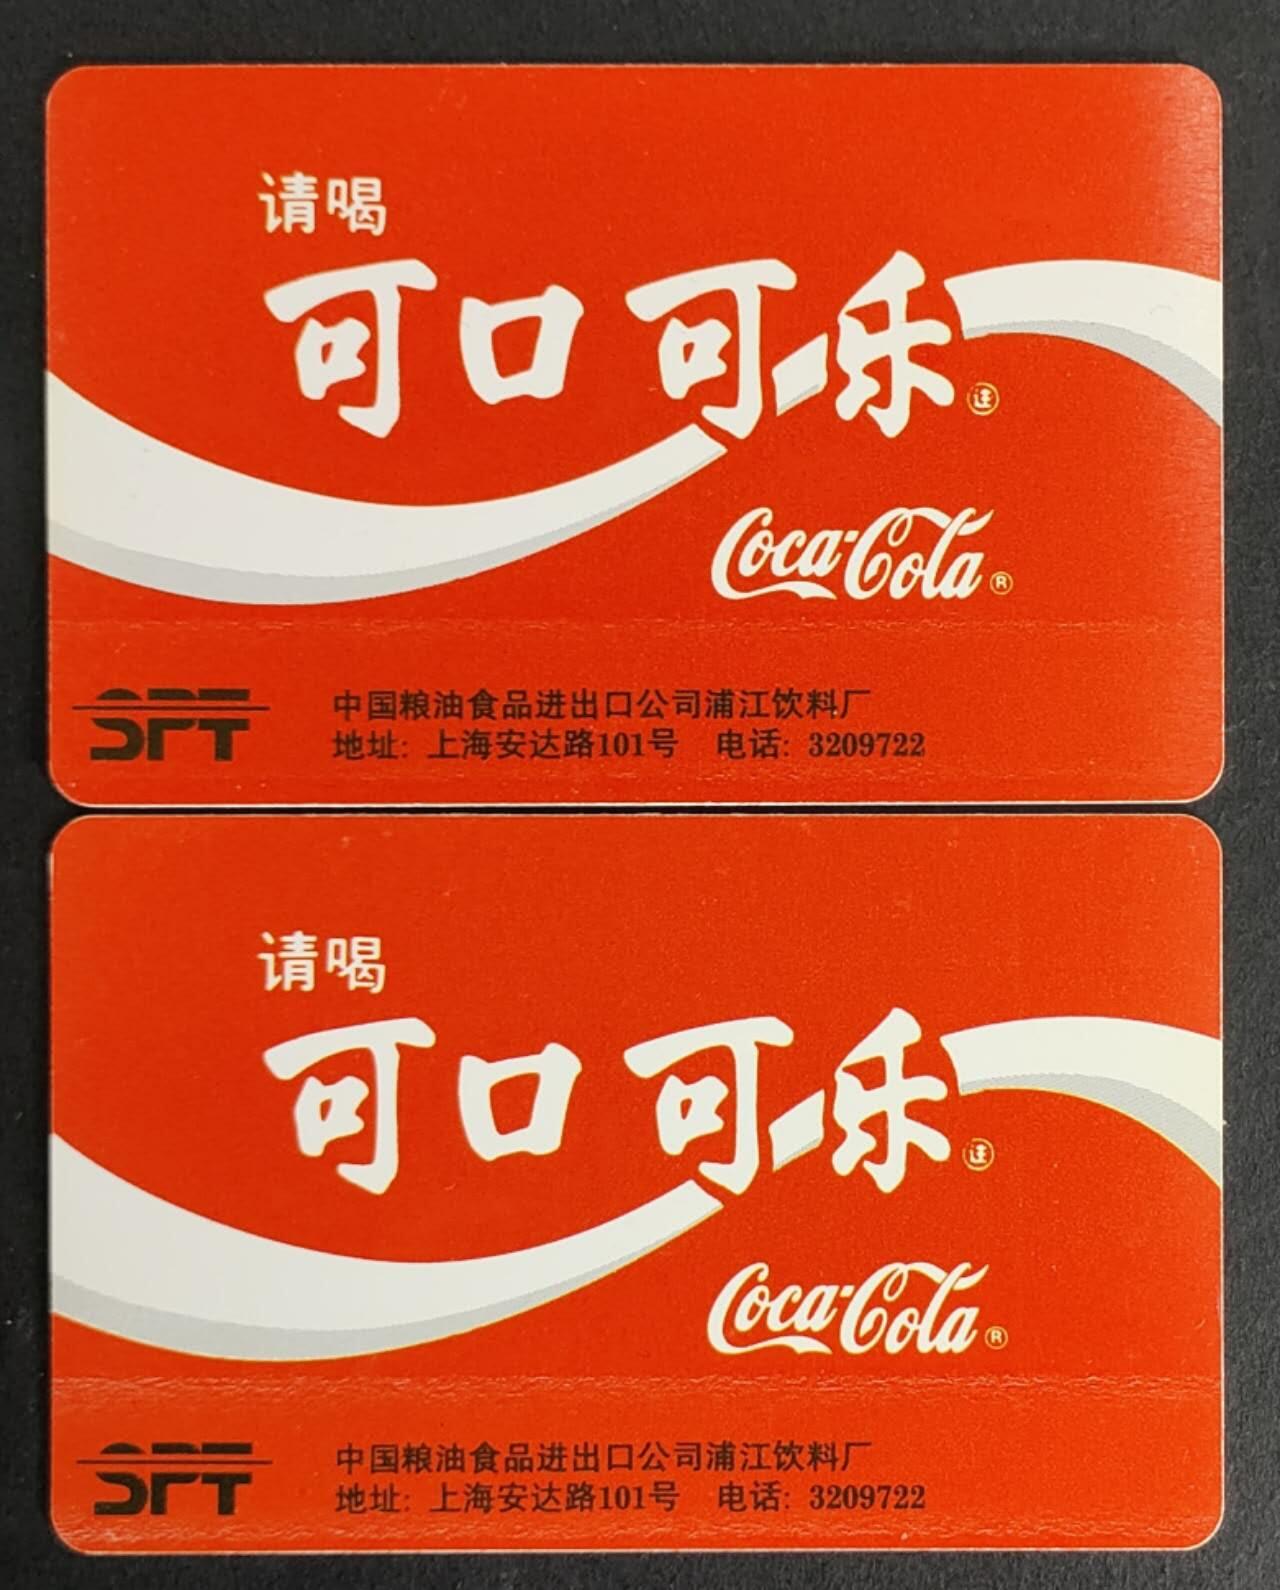 请喝
可口可乐
注
Coca-Cola ®
SPT
中国粮油食品进出口公司浦江饮料厂
地址: 上海安达路101号 电话: 3209722
请喝
可口可乐
注
Coca-Cola ®
SPT
中国粮油食品进出口公司浦江饮料厂
地址: 上海安达路101号 电话: 3209722